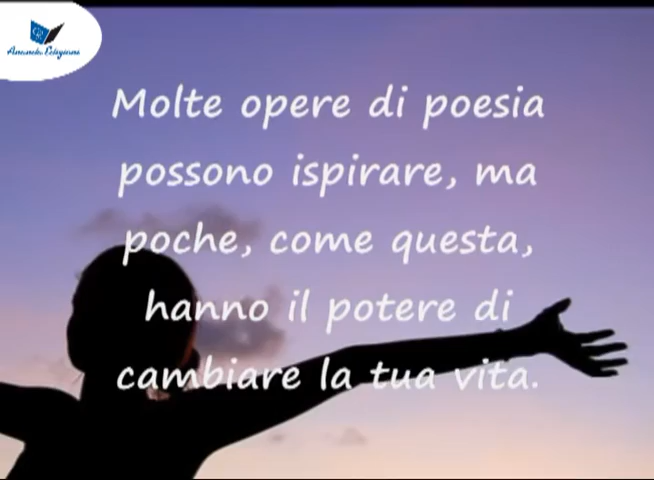 Molte opere di poesia
possono ispirare, ma
poche, come questa,
hanno il potere di
cambiare la tua vita.